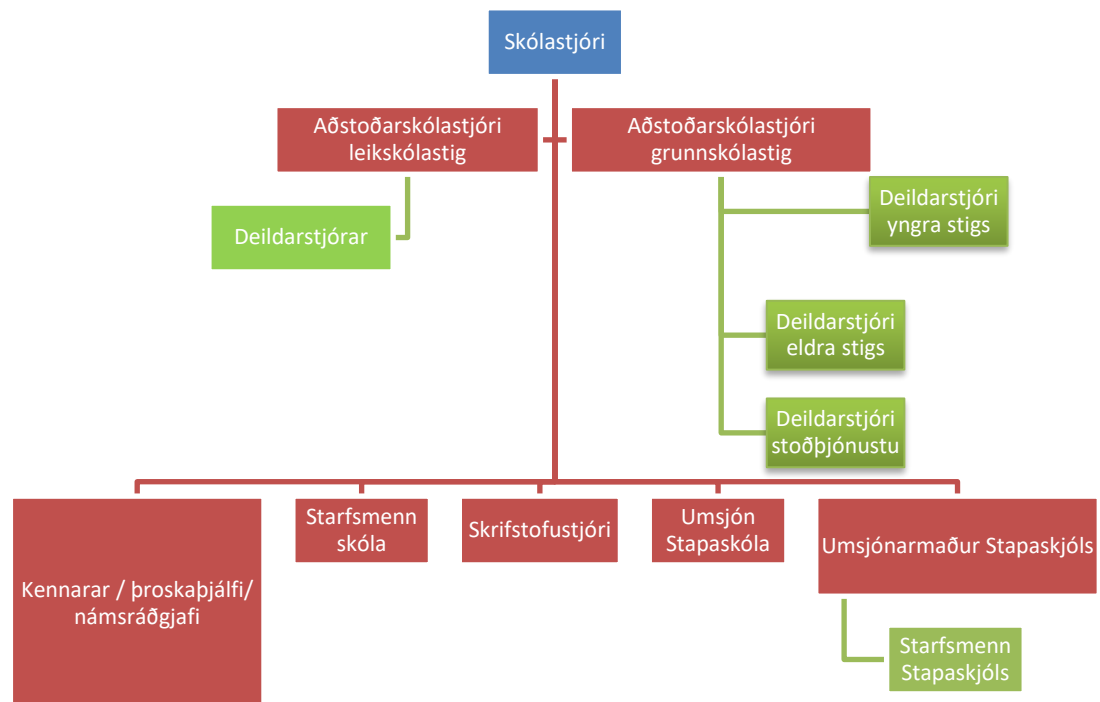 Skólastjóri
Aðstoðarskólastjóri
leikskólastig
Aðstoðarskólastjóri
grunnskólastig
Deildarstjórar
Deildarstjóri
yngra stigs
Deildarstjóri
eldra stigs
Deildarstjóri
stoðþjónustu
Kennarar / þroskaþjálfi/
námsráðgjafi
Starfsmenn
skóla
Skrifstofustjóri
Umsjón
Stapaskóla
Umsjónarmaður Stapaskjóls
Starfsmenn
Stapaskjóls